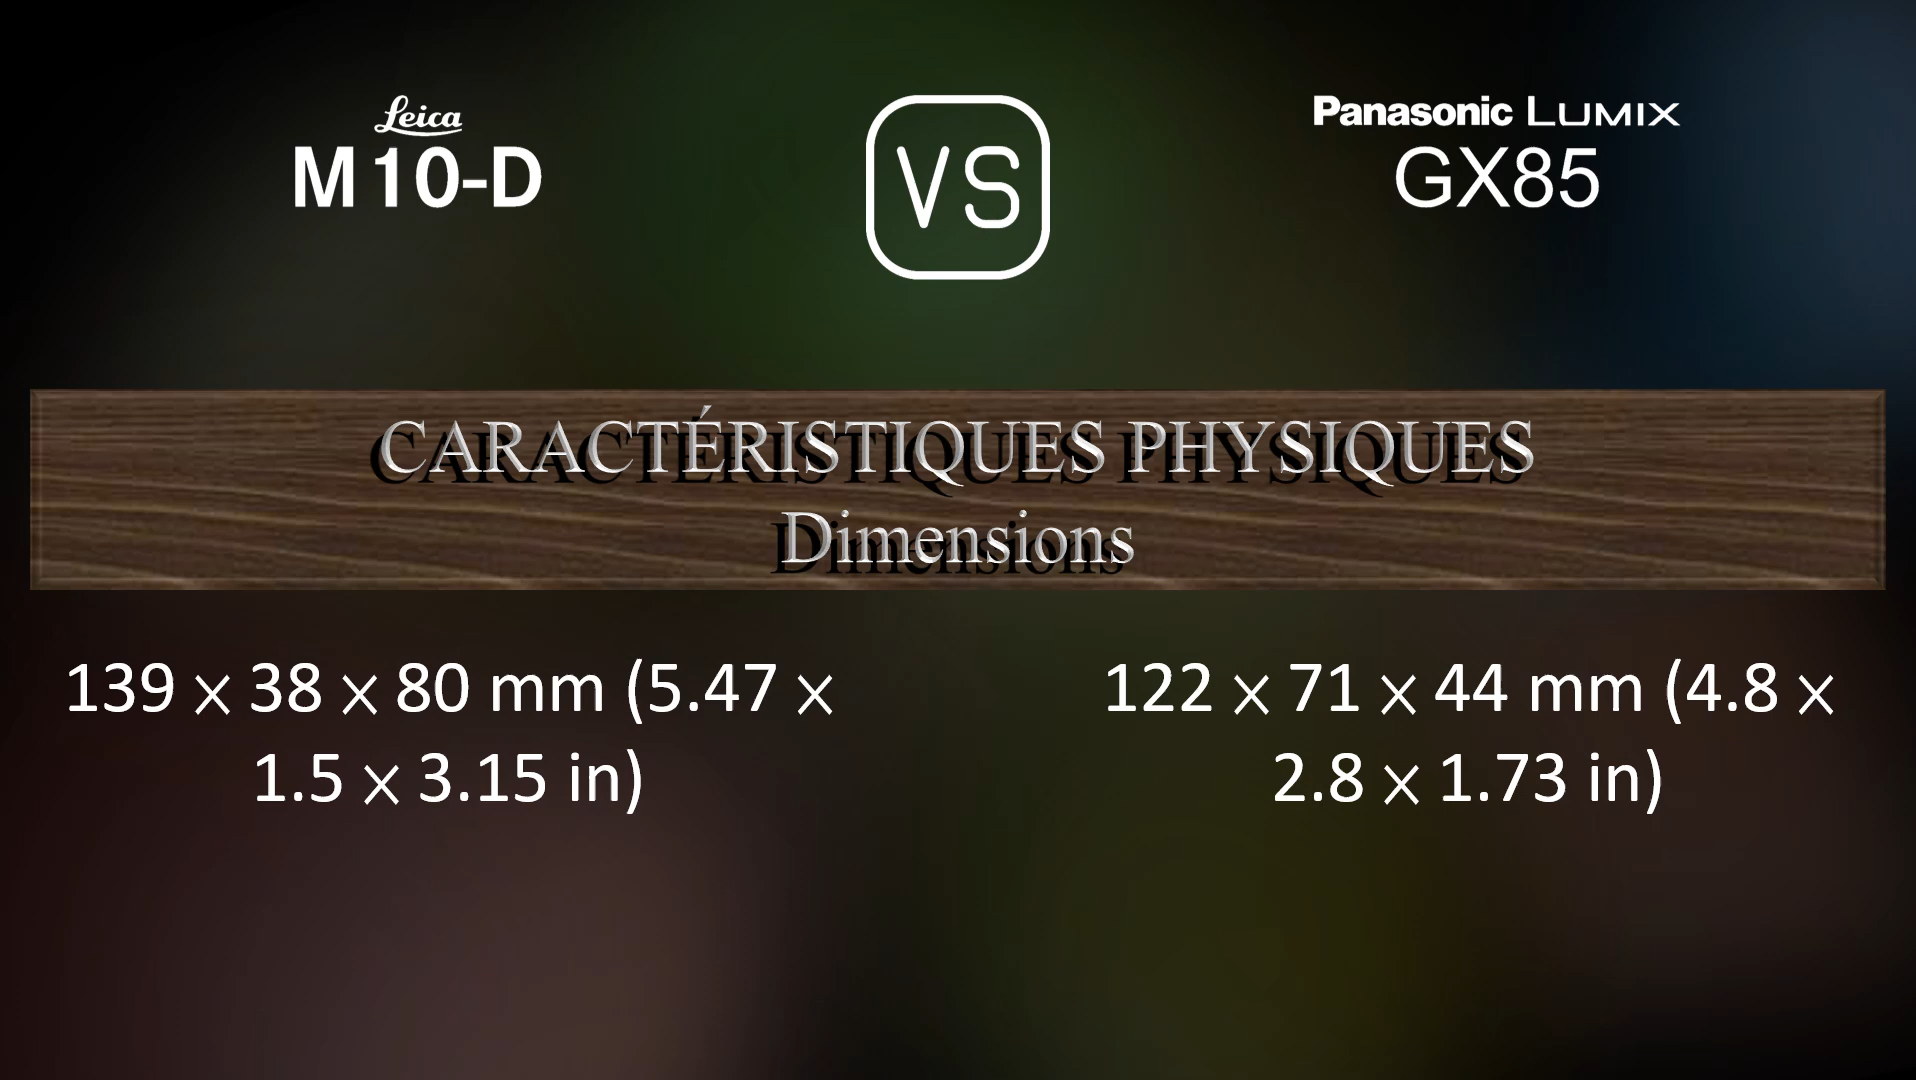 Leica
M10-D
VS
Panasonic LUMIX
GX85
CARACTÉRISTIQUES PHYSIQUES
Dimensions
139 x 38 x 80 mm (5.47 x
1.5 x 3.15 in)
122 x 71 x 44 mm (4.8 x
2.8 x 1.73 in)